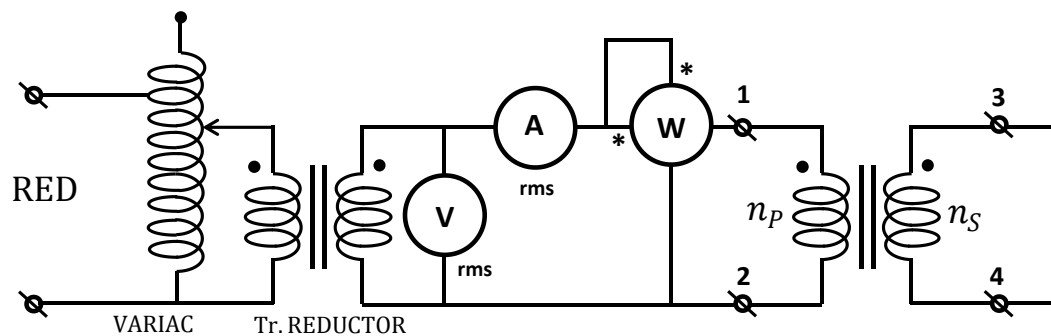 *
1
3
A
*
W
rms
RED
V
n_P
n_S
rms
2
4
VARIAC
Tr. REDUCTOR